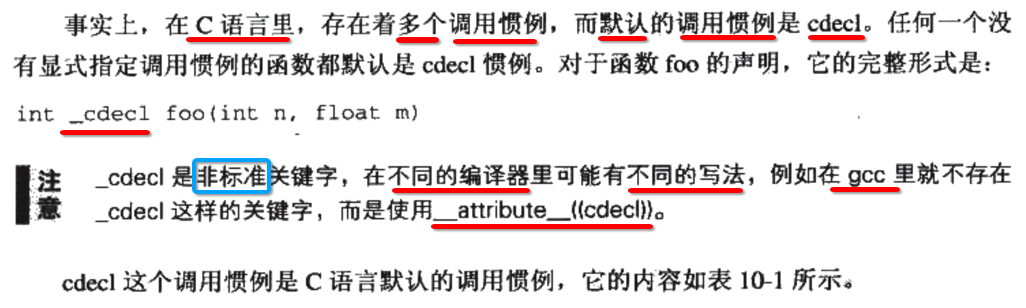 事实上，在 C 语言里，存在着多个调用惯例，而默认的调用惯例是 cdecl。任何一个没
有显式指定调用惯例的函数都默认是 cdecl 惯例。对于函数 foo 的声明，它的完整形式是：
int _cdecl foo(int n, float m)
注 _cdecl 是非标准关键字，在不同的编译器里可能有不同的写法，例如在 gcc 里就不存在
意 _cdecl 这样的关键字，而是使用__attribute__((cdecl))。
cdecl 这个调用惯例是 C 语言默认的调用惯例，它的内容如表 10-1 所示。